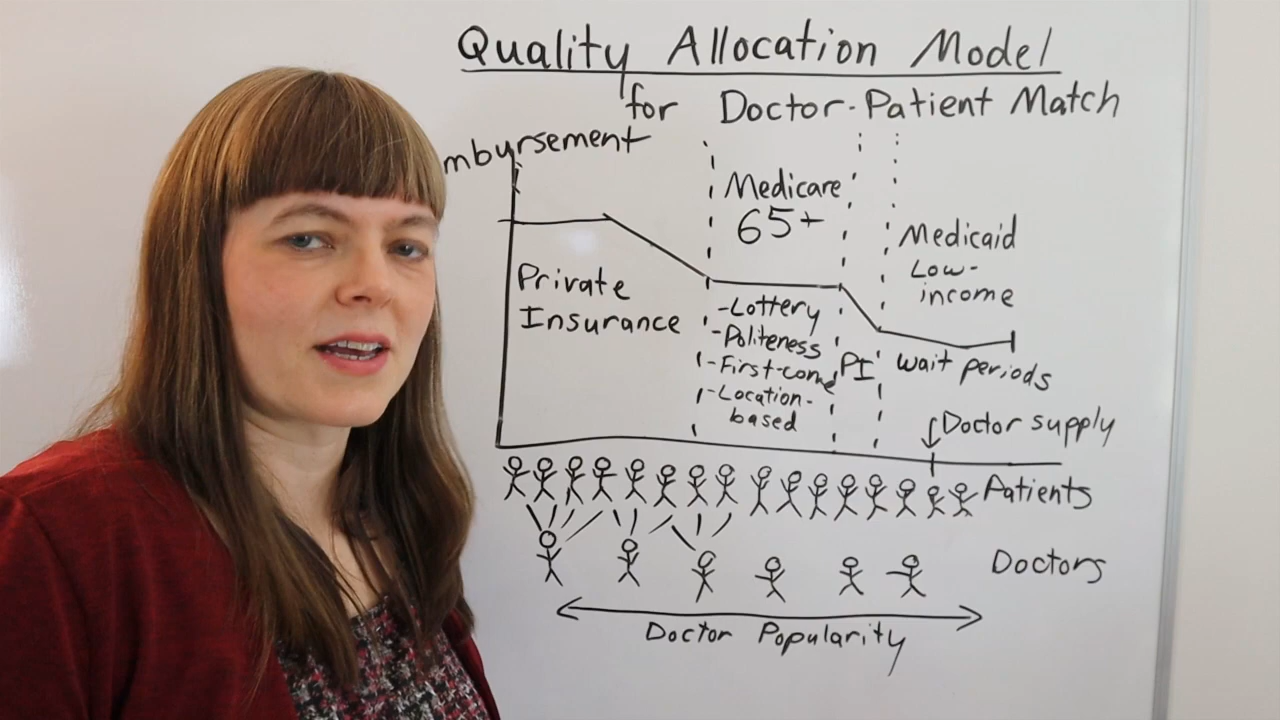 Quality Allocation Model
for Doctor-Patient Match
mbursement
Medicare
65+
Medicaid
Low-
income
Private
Insurance
-Lottery
-Politeness
-First-come
-Location-
based
PI
wait periods
Doctor supply
Patients
Doctors
Doctor Popularity